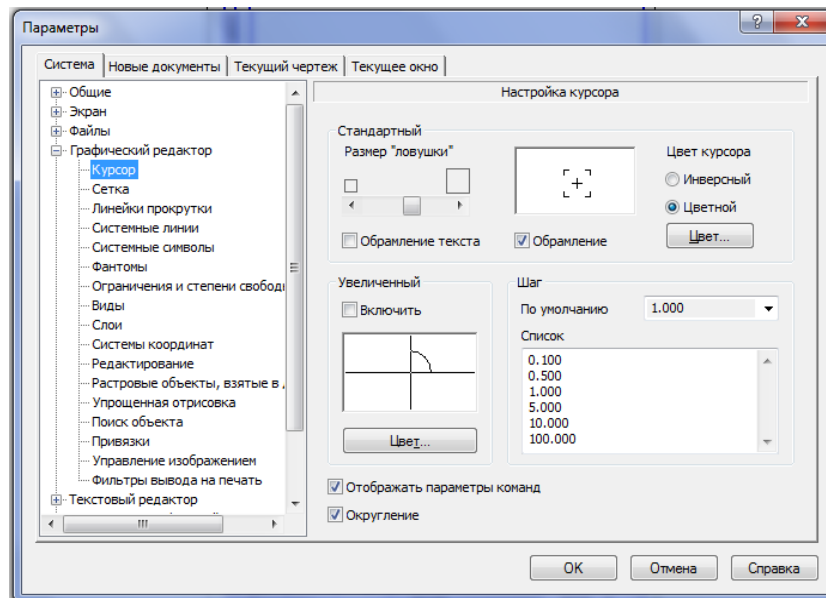 Параметры
Система Новые документы Текущий чертеж Текущее окно
Общие
Экран
Файлы
Графический редактор
Курсор
Сетка
Линейки прокрутки
Системные линии
Системные символы
Фантомы
Ограничения и степени свободы
Виды
Слои
Системы координат
Редактирование
Растровые объекты, взятые в
Упрощенная отрисовка
Поиск объекта
Привязки
Управление изображением
Фильтры вывода на печать
Текстовый редактор
Настройка курсора
Стандартный
Размер "ловушки"
Обрамление текста
Обрамление
Цвет курсора
Инверсный
Цветной
Цвет...
Увеличенный
Включить
Цвет...
Шаг
По умолчанию 1.000
Список
0.100
0.500
1.000
5.000
10.000
100.000
Отображать параметры команд
Округление
OK Отмена Справка